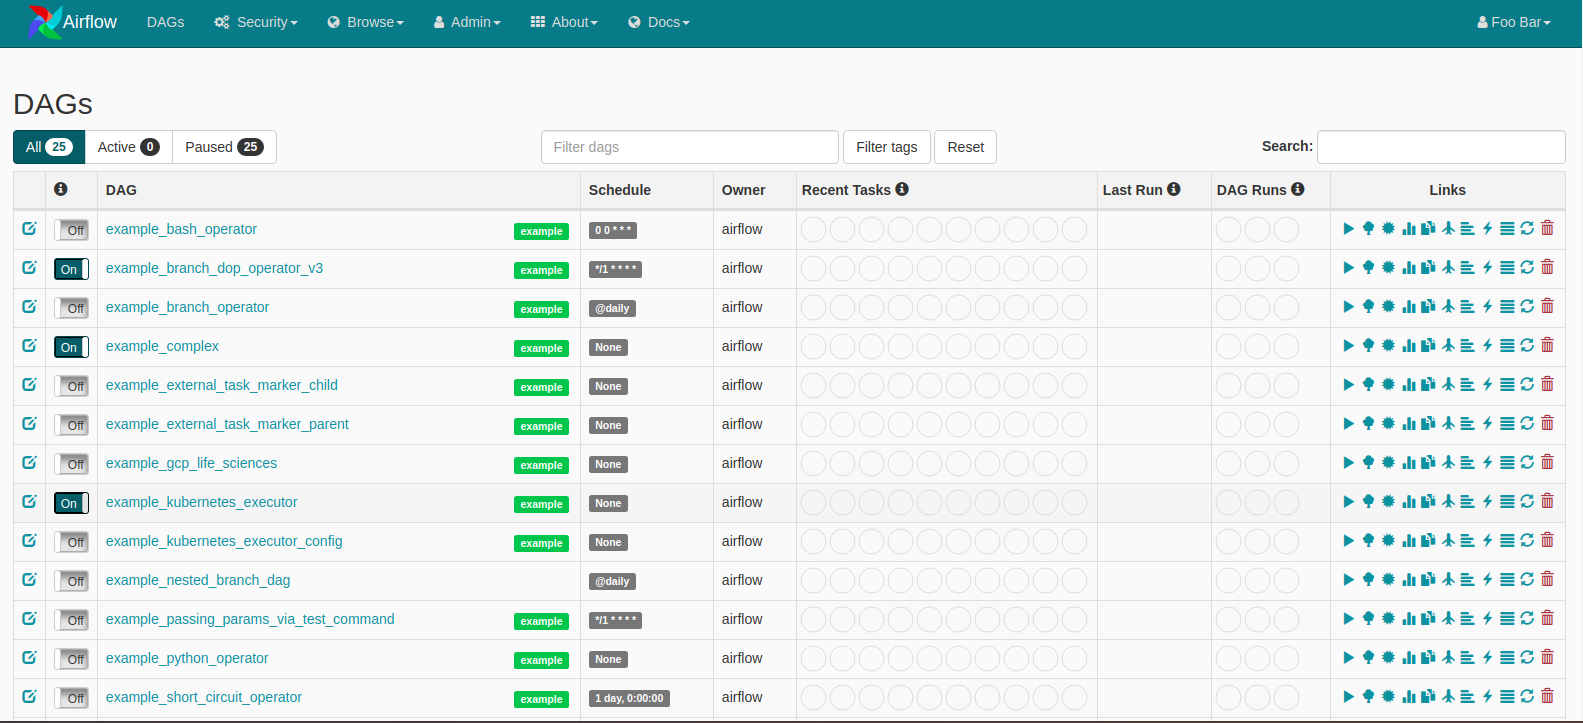 Airflow DAGs Security Browse Admin About Docs Foo Bar
DAGs
All 25 Active 0 Paused 25 Filter dags Filter tags Reset Search:
DAG Schedule Owner Recent Tasks Last Run DAG Runs Links
Off example_bash_operator example 0 0 * * * airflow
On example_branch_dop_operator_v3 example */1 * * * * airflow
Off example_branch_operator example @daily airflow
On example_complex example None airflow
Off example_external_task_marker_child example None airflow
Off example_external_task_marker_parent example None airflow
Off example_gcp_life_sciences example None airflow
On example_kubernetes_executor example None airflow
Off example_kubernetes_executor_config example None airflow
Off example_nested_branch_dag @daily airflow
Off example_passing_params_via_test_command example */1 * * * * airflow
Off example_python_operator example None airflow
Off example_short_circuit_operator example 1 day, 0:00:00 airflow